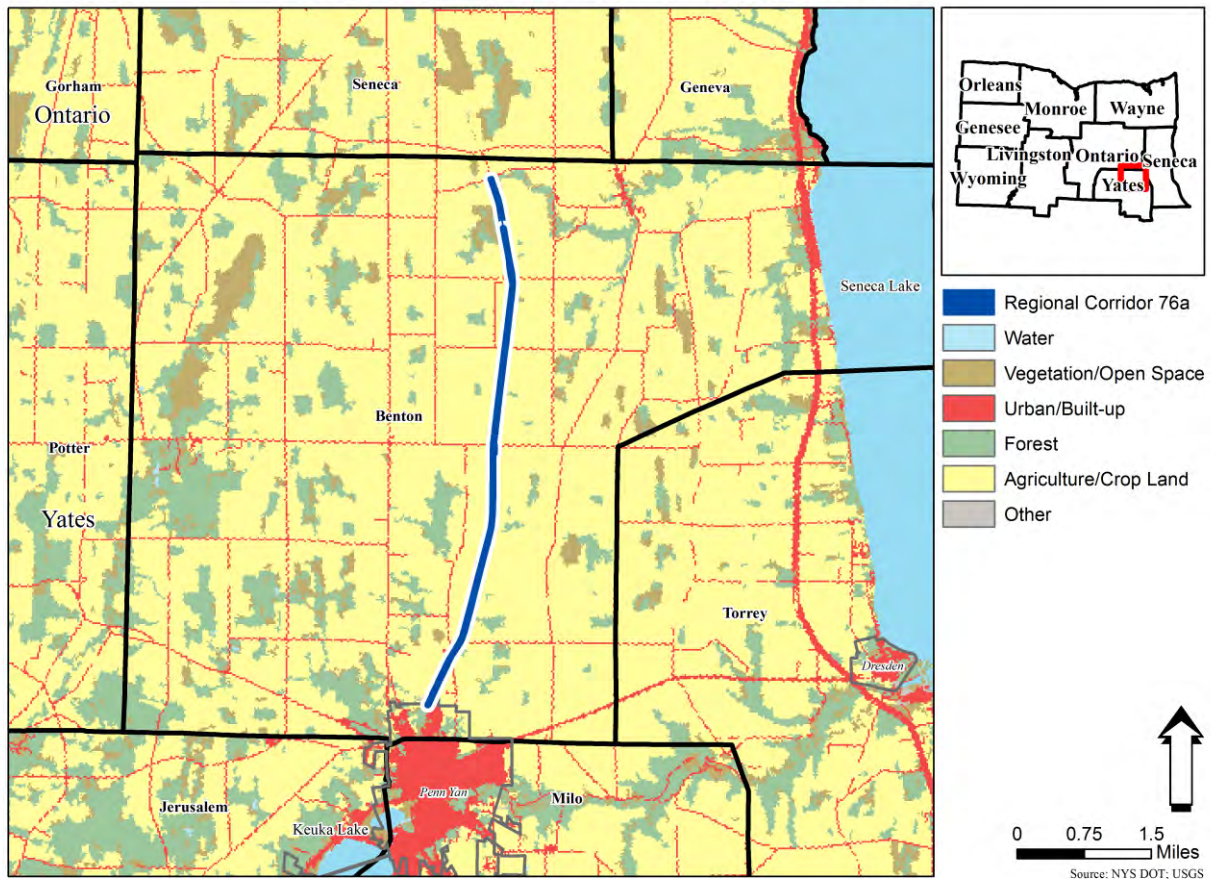 Gorham
Ontario
Seneca
Geneva
Seneca Lake
Benton
Potter
Yates
Torrey
Dresden
Jerusalem
Penn Yan
Milo
Keuka Lake
Orleans
Monroe
Wayne
Genesee
Livingston
Ontario
Seneca
Wyoming
Yates
Regional Corridor 76a
Water
Vegetation/Open Space
Urban/Built-up
Forest
Agriculture/Crop Land
Other
0 0.75 1.5
Miles
Source: NYS DOT; USGS